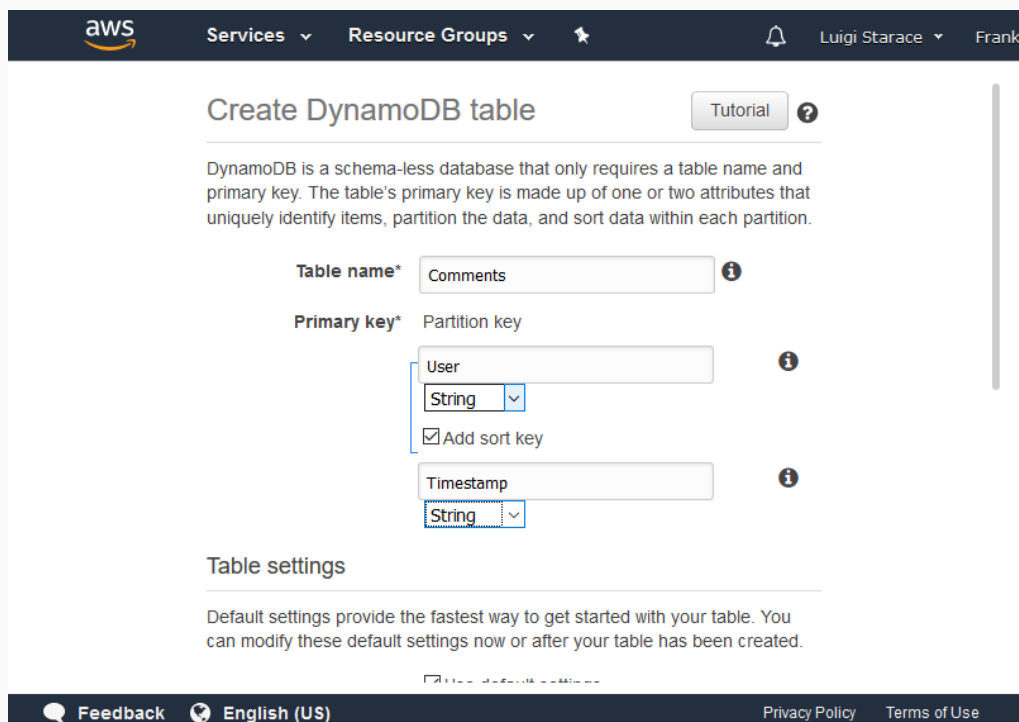 aws Services Resource Groups Luigi Starace Frank
Create DynamoDB table Tutorial ?
DynamoDB is a schema-less database that only requires a table name and
primary key. The table's primary key is made up of one or two attributes that
uniquely identify items, partition the data, and sort data within each partition.
Table name* Comments i
Primary key* Partition key
User i
String
Add sort key
Timestamp i
String
Table settings
Default settings provide the fastest way to get started with your table. You
can modify these default settings now or after your table has been created.
Use default settings
Feedback English (US) Privacy Policy Terms of Use